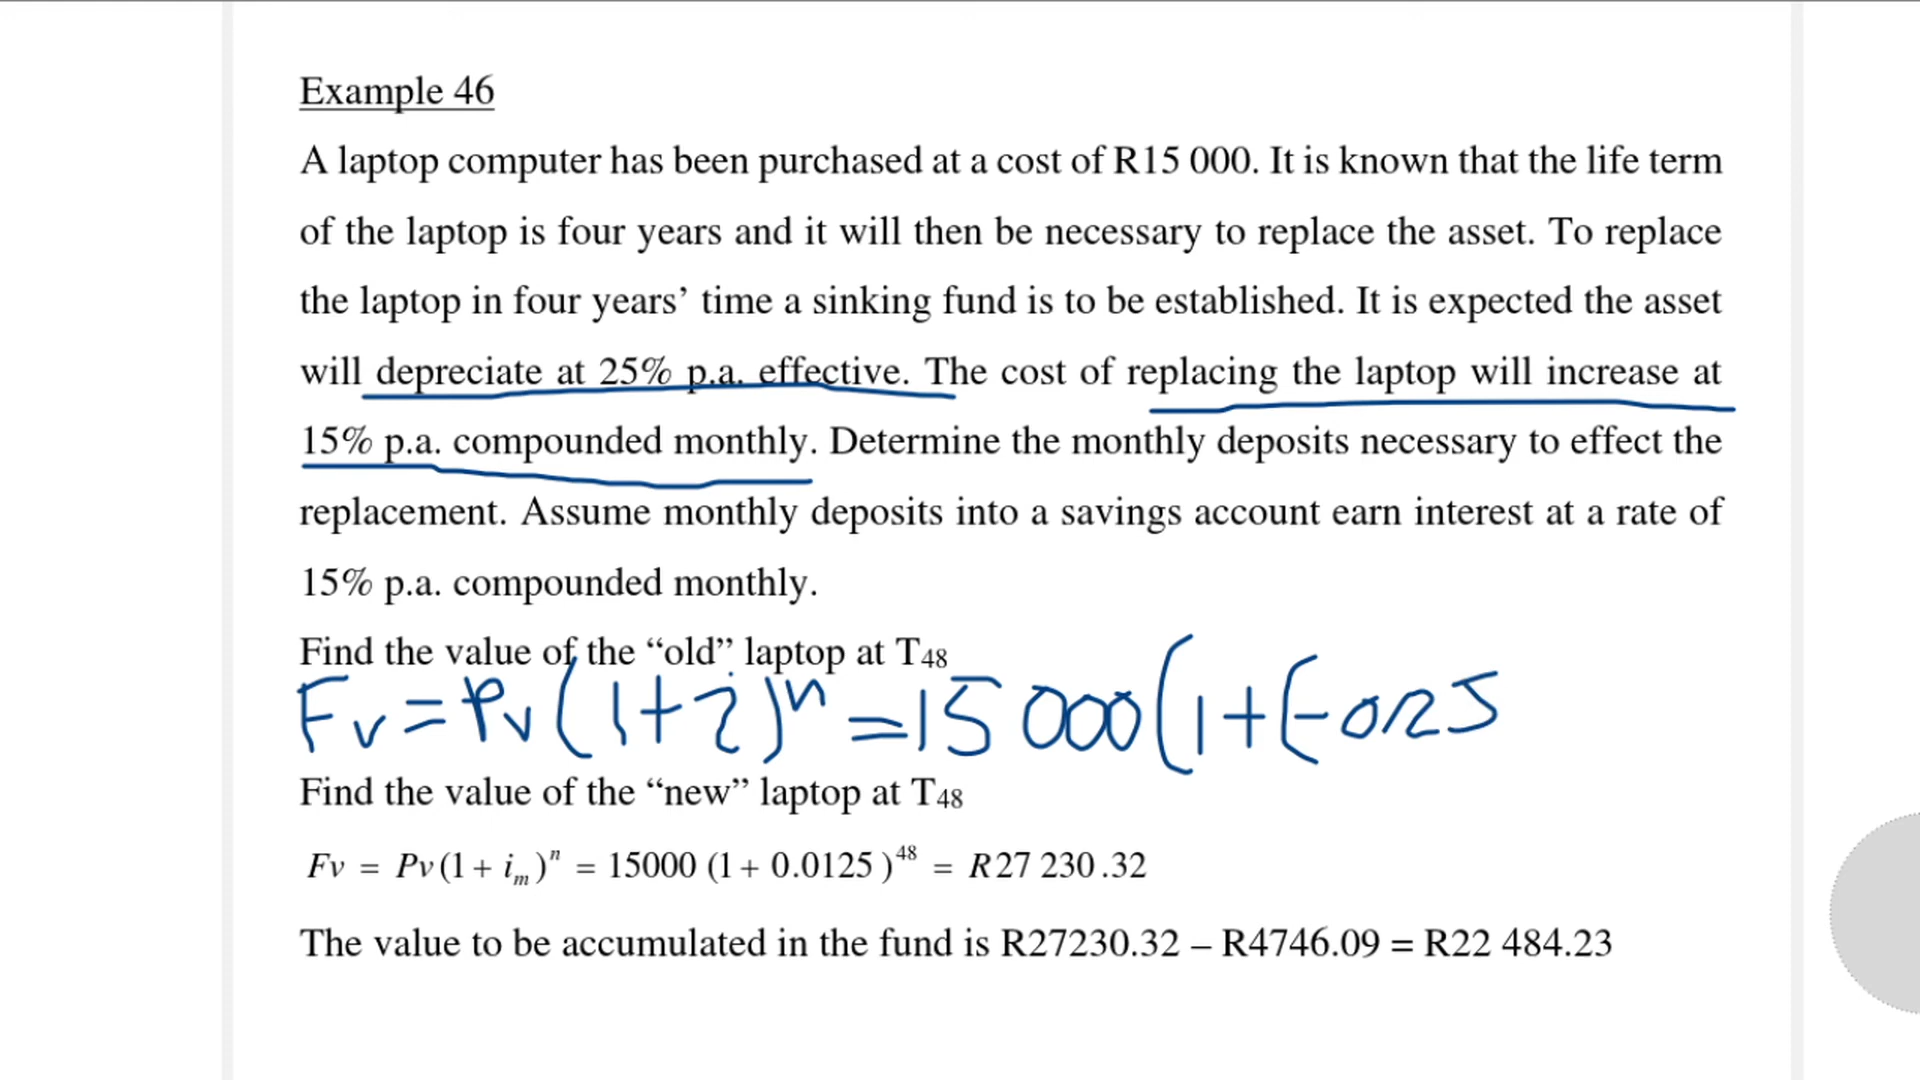 Example 46
A laptop computer has been purchased at a cost of R15 000. It is known that the life term
of the laptop is four years and it will then be necessary to replace the asset. To replace
the laptop in four years’ time a sinking fund is to be established. It is expected the asset
will depreciate at 25% p.a. effective. The cost of replacing the laptop will increase at
15% p.a. compounded monthly. Determine the monthly deposits necessary to effect the
replacement. Assume monthly deposits into a savings account earn interest at a rate of
15% p.a. compounded monthly.
Find the value of the “old” laptop at T₄₈
Fv = Pv(1+i)ⁿ = 15 000(1+(-025
Find the value of the “new” laptop at T₄₈
Fv = Pv(1 + iₘ)ⁿ = 15000 (1 + 0.0125 )⁴⁸ = R27 230.32
The value to be accumulated in the fund is R27230.32 – R4746.09 = R22 484.23